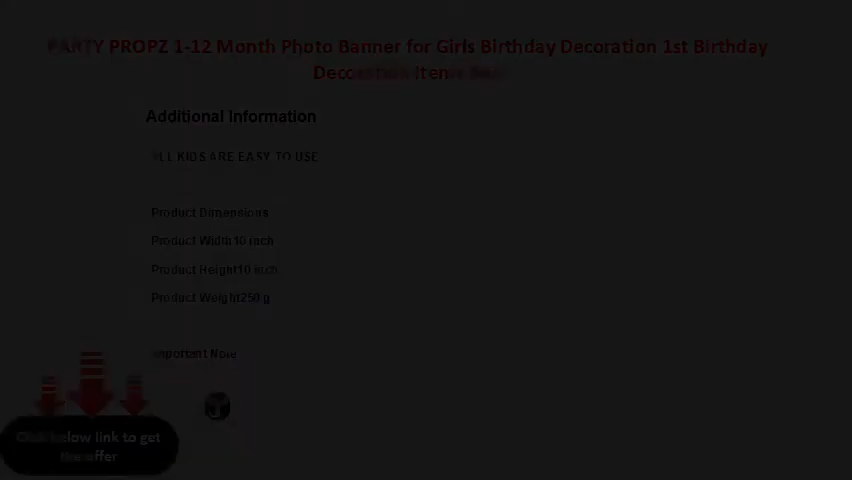 PARTY PROPZ 1-12 Month Photo Banner for Girls Birthday Decoration 1st Birthday
Decoration Items
Additional Information
ALL KIDS ARE EASY TO USE
Product Dimensions
Product Width10 inch
Product Height10 inch
Product Weight250 g
Important Note
Click below link to get
the offer